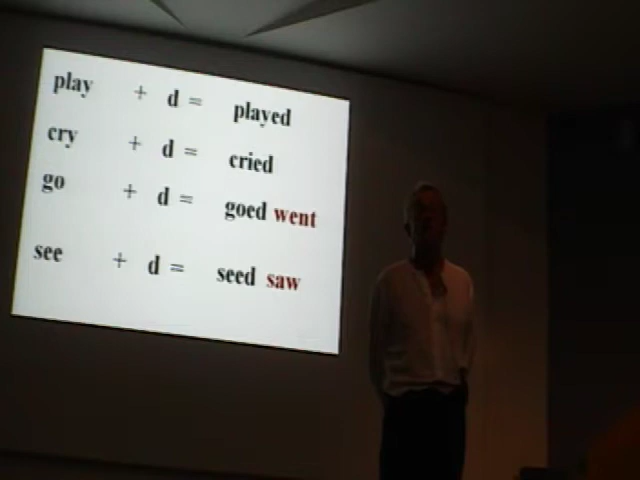 play + d = played
cry + d = cried
go + d = goed went
see + d = seed saw